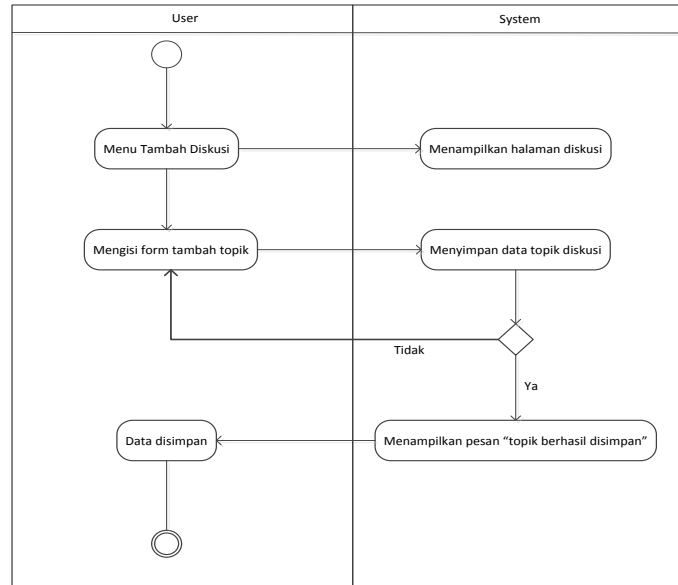 User
System
Menu Tambah Diskusi
Menampilkan halaman diskusi
Mengisi form tambah topik
Menyimpan data topik diskusi
Tidak
Ya
Data disimpan
Menampilkan pesan “topik berhasil disimpan”